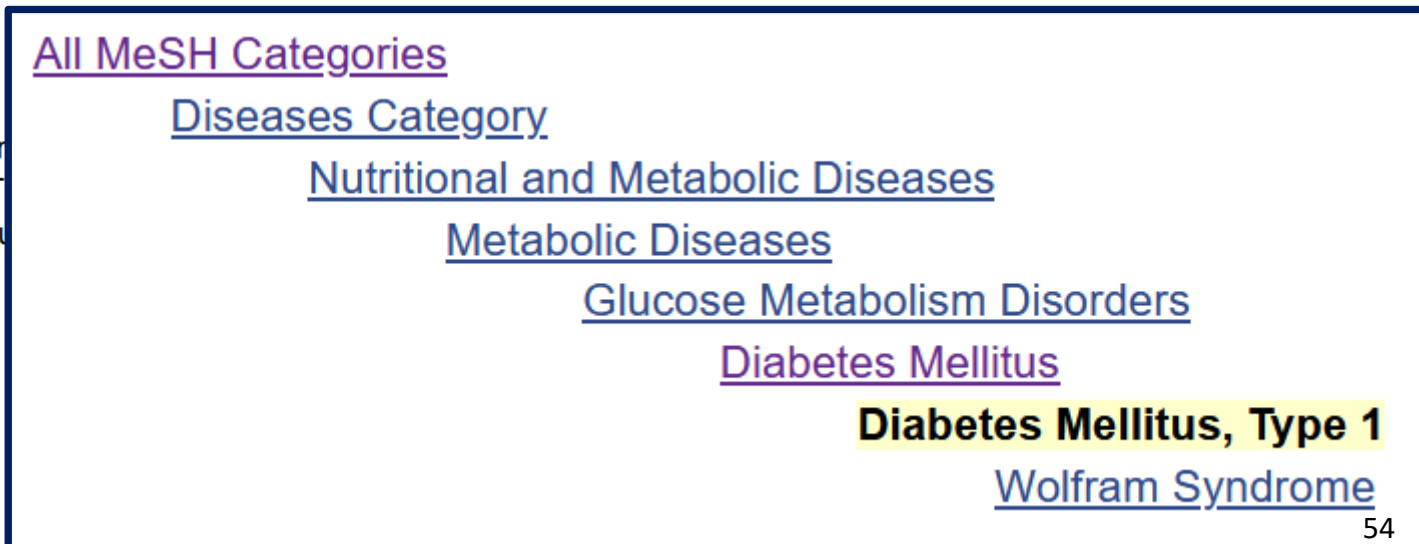 All MeSH Categories
Diseases Category
Nutritional and Metabolic Diseases
Metabolic Diseases
Glucose Metabolism Disorders
Diabetes Mellitus
Diabetes Mellitus, Type 1
Wolfram Syndrome
54